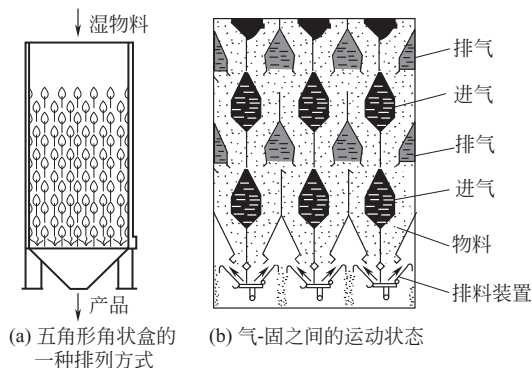 湿物料
产品
(a) 五角形角状盒的
一种排列方式
排气
进气
排气
进气
物料
排料装置
(b) 气-固之间的运动状态